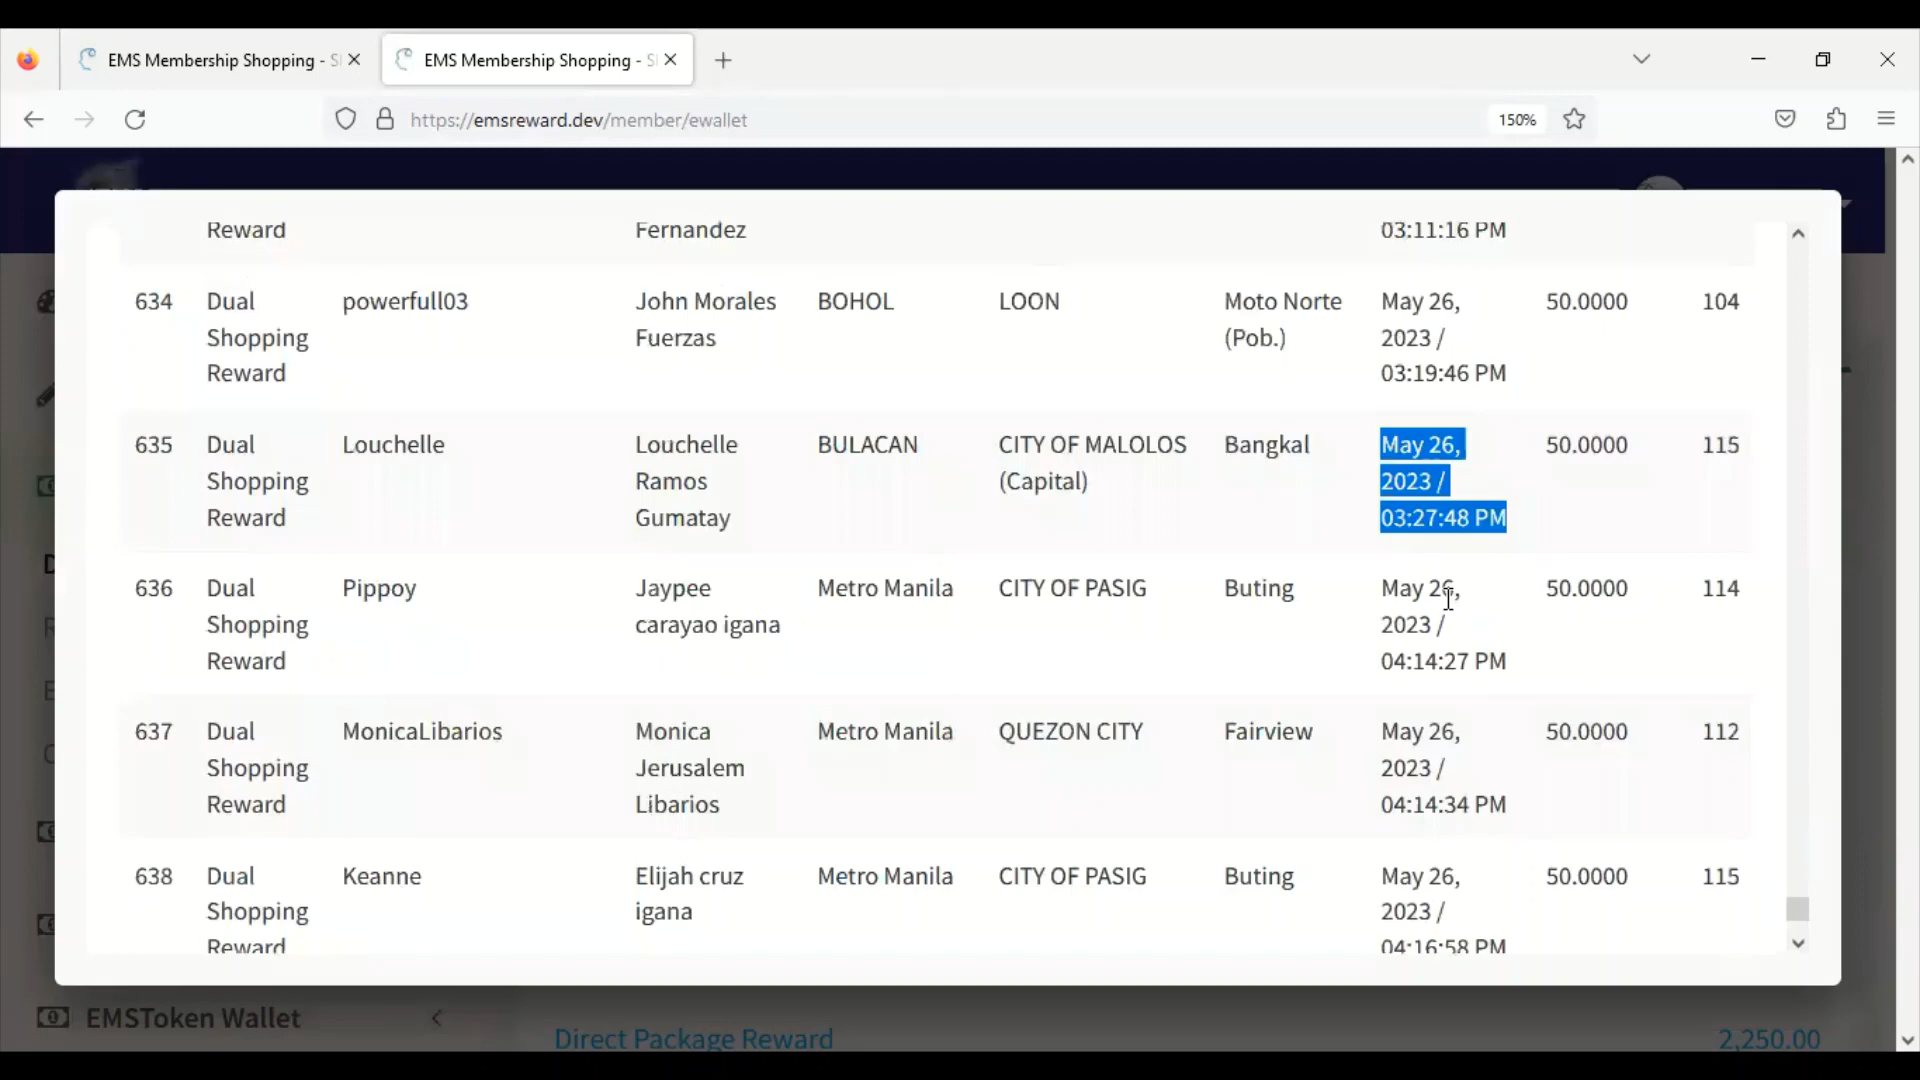 EMS Membership Shopping - S
EMS Membership Shopping - S
https://emsreward.dev/member/ewallet
150%
Reward Fernandez 03:11:16 PM
634 Dual powerfull03 John Morales BOHOL LOON Moto Norte May 26, 50.0000 104
Shopping Fuerzas (Pob.) 2023 /
Reward 03:19:46 PM
635 Dual Louchelle Louchelle BULACAN CITY OF MALOLOS Bangkal May 26, 50.0000 115
Shopping Ramos (Capital) 2023 /
Reward Gumatay 03:27:48 PM
636 Dual Pippoy Jaypee Metro Manila CITY OF PASIG Buting May 26, 50.0000 114
Shopping carayao igana 2023 /
Reward 04:14:27 PM
637 Dual MonicaLibarios Monica Metro Manila QUEZON CITY Fairview May 26, 50.0000 112
Shopping Jerusalem 2023 /
Reward Libarios 04:14:34 PM
638 Dual Keanne Elijah cruz Metro Manila CITY OF PASIG Buting May 26, 50.0000 115
Shopping igana 2023 /
Reward 04:16:58 PM
EMSToken Wallet
Direct Package Reward 2,250.00